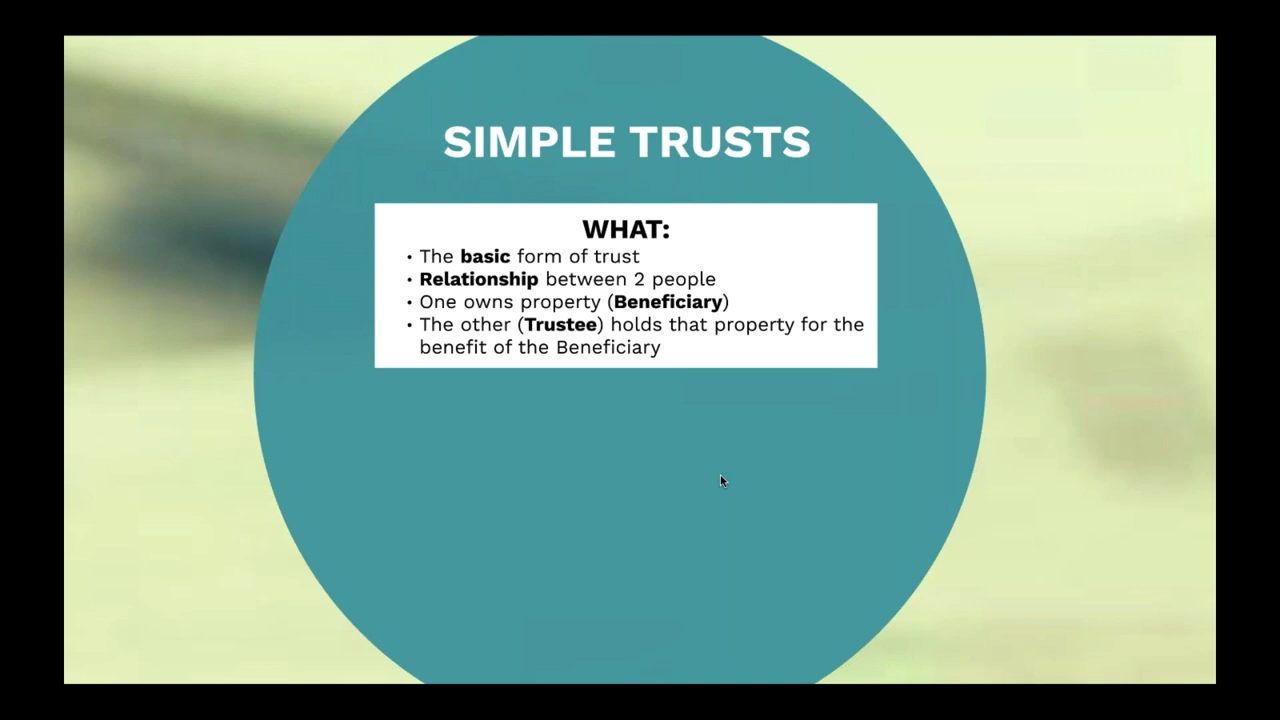 SIMPLE TRUSTS
WHAT:
• The basic form of trust
• Relationship between 2 people
• One owns property (Beneficiary)
• The other (Trustee) holds that property for the
benefit of the Beneficiary